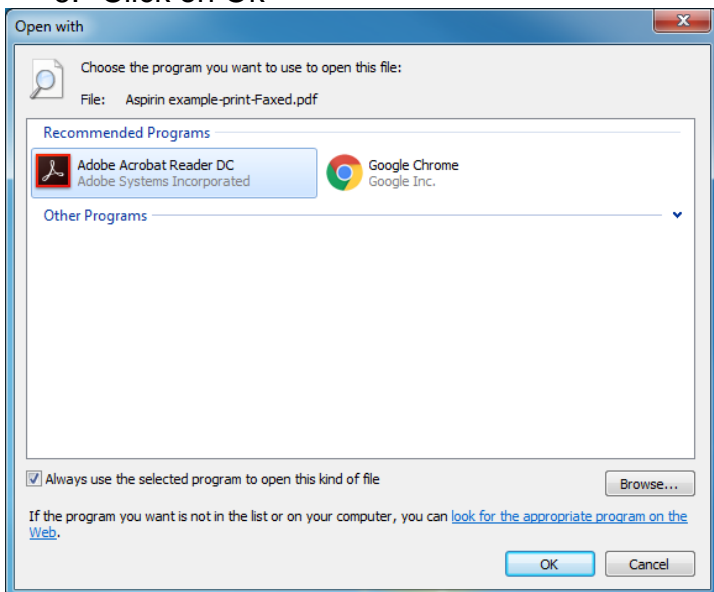 Click on Ok
Open with
Choose the program you want to use to open this file:
File: Aspirin example-print-Faxed.pdf
Recommended Programs
Adobe Acrobat Reader DC
Adobe Systems Incorporated
Google Chrome
Google Inc.
Other Programs
Always use the selected program to open this kind of file
Browse...
If the program you want is not in the list or on your computer, you can look for the appropriate program on the
Web.
OK
Cancel